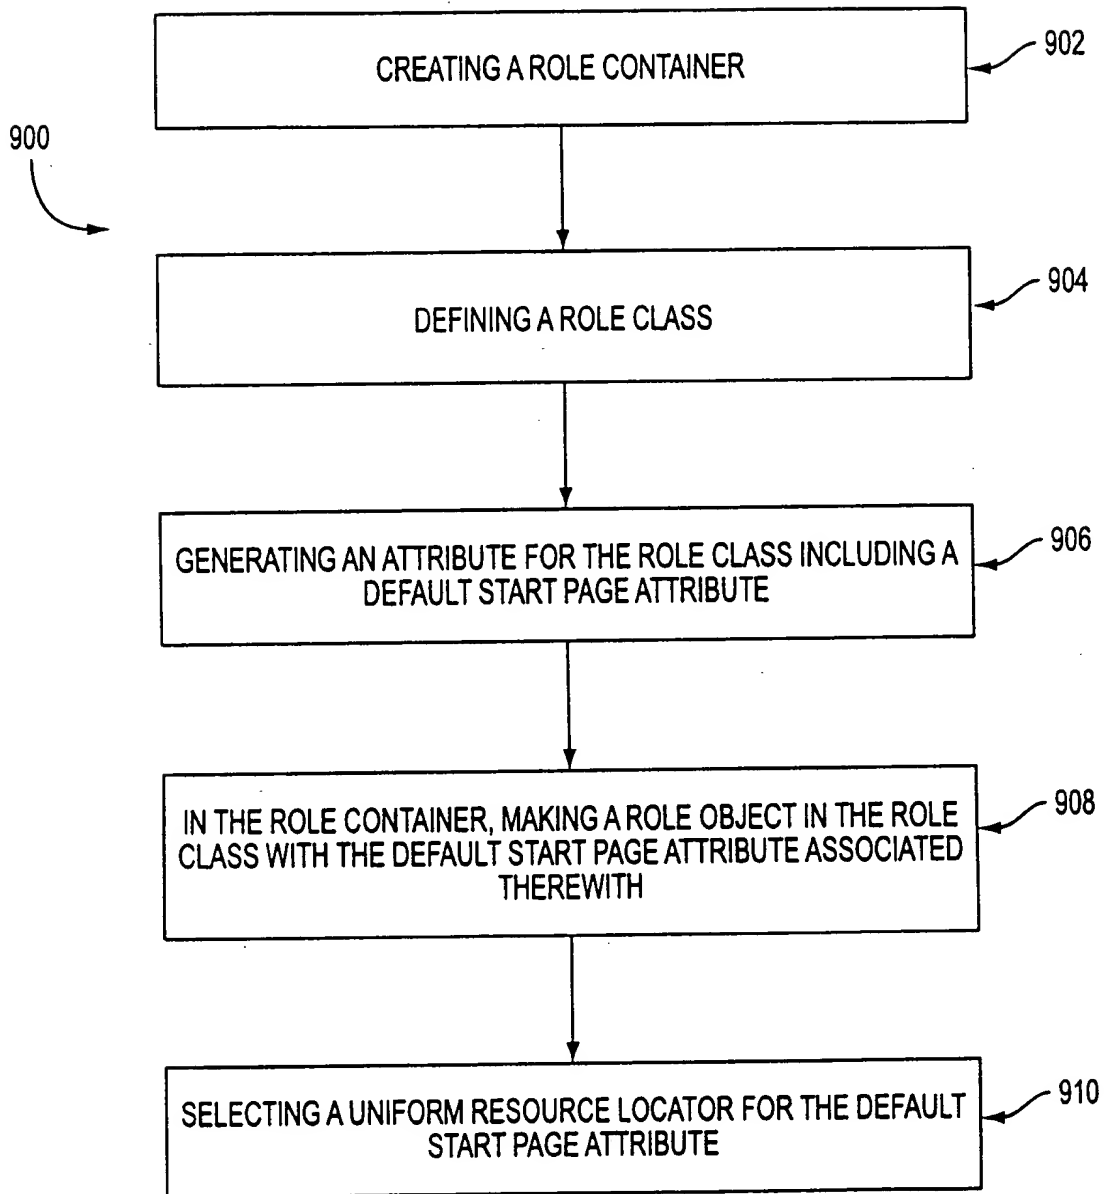 CREATING A ROLE CONTAINER
902
900
DEFINING A ROLE CLASS
904
GENERATING AN ATTRIBUTE FOR THE ROLE CLASS INCLUDING A
DEFAULT START PAGE ATTRIBUTE
906
IN THE ROLE CONTAINER, MAKING A ROLE OBJECT IN THE ROLE
CLASS WITH THE DEFAULT START PAGE ATTRIBUTE ASSOCIATED
THEREWITH
908
SELECTING A UNIFORM RESOURCE LOCATOR FOR THE DEFAULT
START PAGE ATTRIBUTE
910